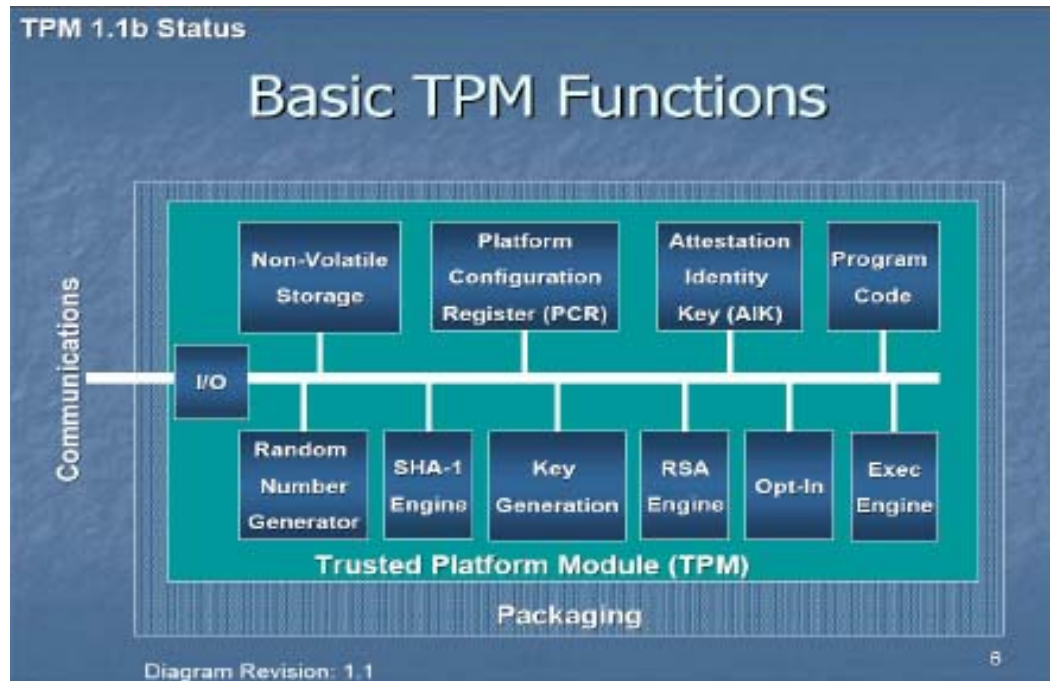 TPM 1.1b Status
Basic TPM Functions
Non-Volatile
Storage
Platform
Configuration
Register (PCR)
Attestation
Identity
Key (AIK)
Program
Code
Communications
I/O
Random
Number
Generator
SHA-1
Engine
Key
Generation
RSA
Engine
Opt-In
Exec
Engine
Trusted Platform Module (TPM)
Packaging
Diagram Revision: 1.1
6